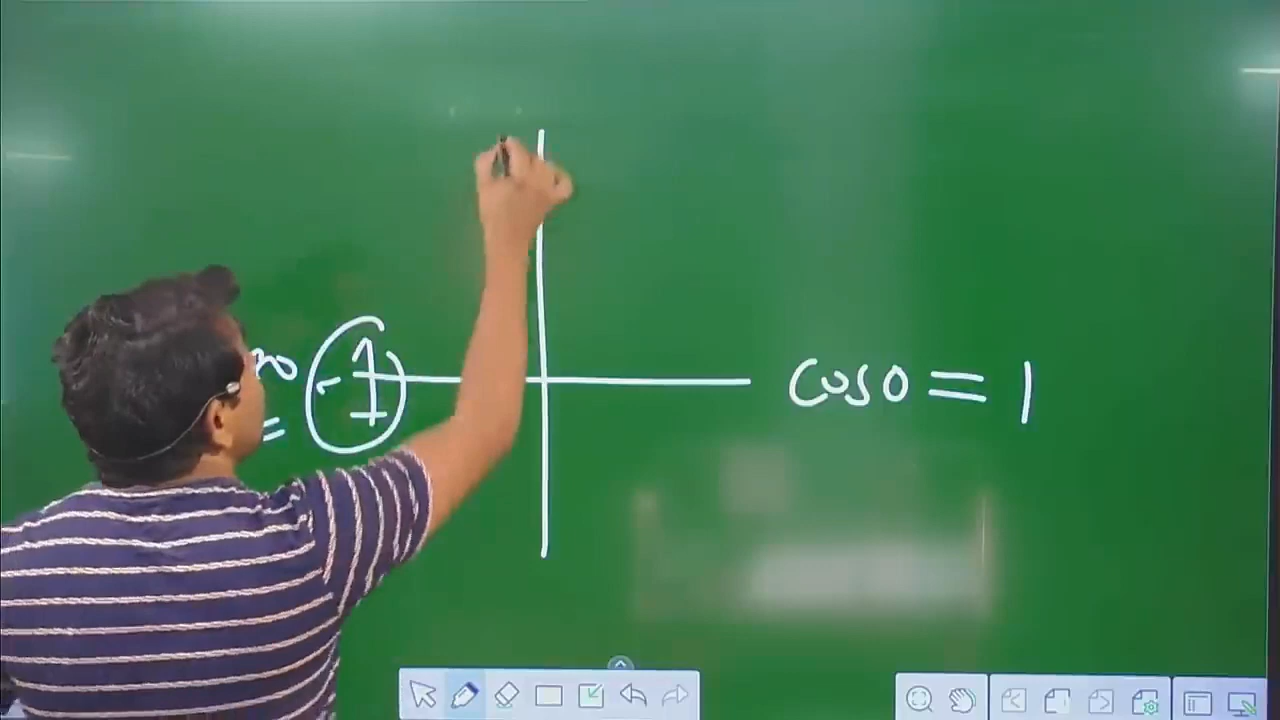 cos0 = 1
= -1